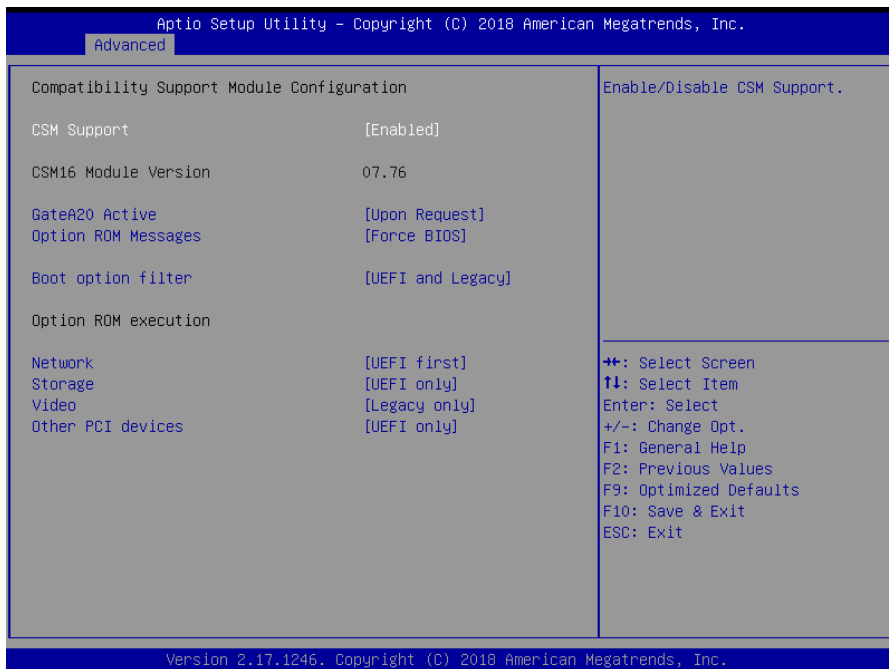 Aptio Setup Utility – Copyright (C) 2018 American Megatrends, Inc.
Advanced
Compatibility Support Module Configuration
CSM Support [Enabled]
CSM16 Module Version 07.76
GateA20 Active [Upon Request]
Option ROM Messages [Force BIOS]
Boot option filter [UEFI and Legacy]
Option ROM execution
Network [UEFI first]
Storage [UEFI only]
Video [Legacy only]
Other PCI devices [UEFI only]
Enable/Disable CSM Support.
→←: Select Screen
↑↓: Select Item
Enter: Select
+/-: Change Opt.
F1: General Help
F2: Previous Values
F9: Optimized Defaults
F10: Save & Exit
ESC: Exit
Version 2.17.1246. Copyright (C) 2018 American Megatrends, Inc.